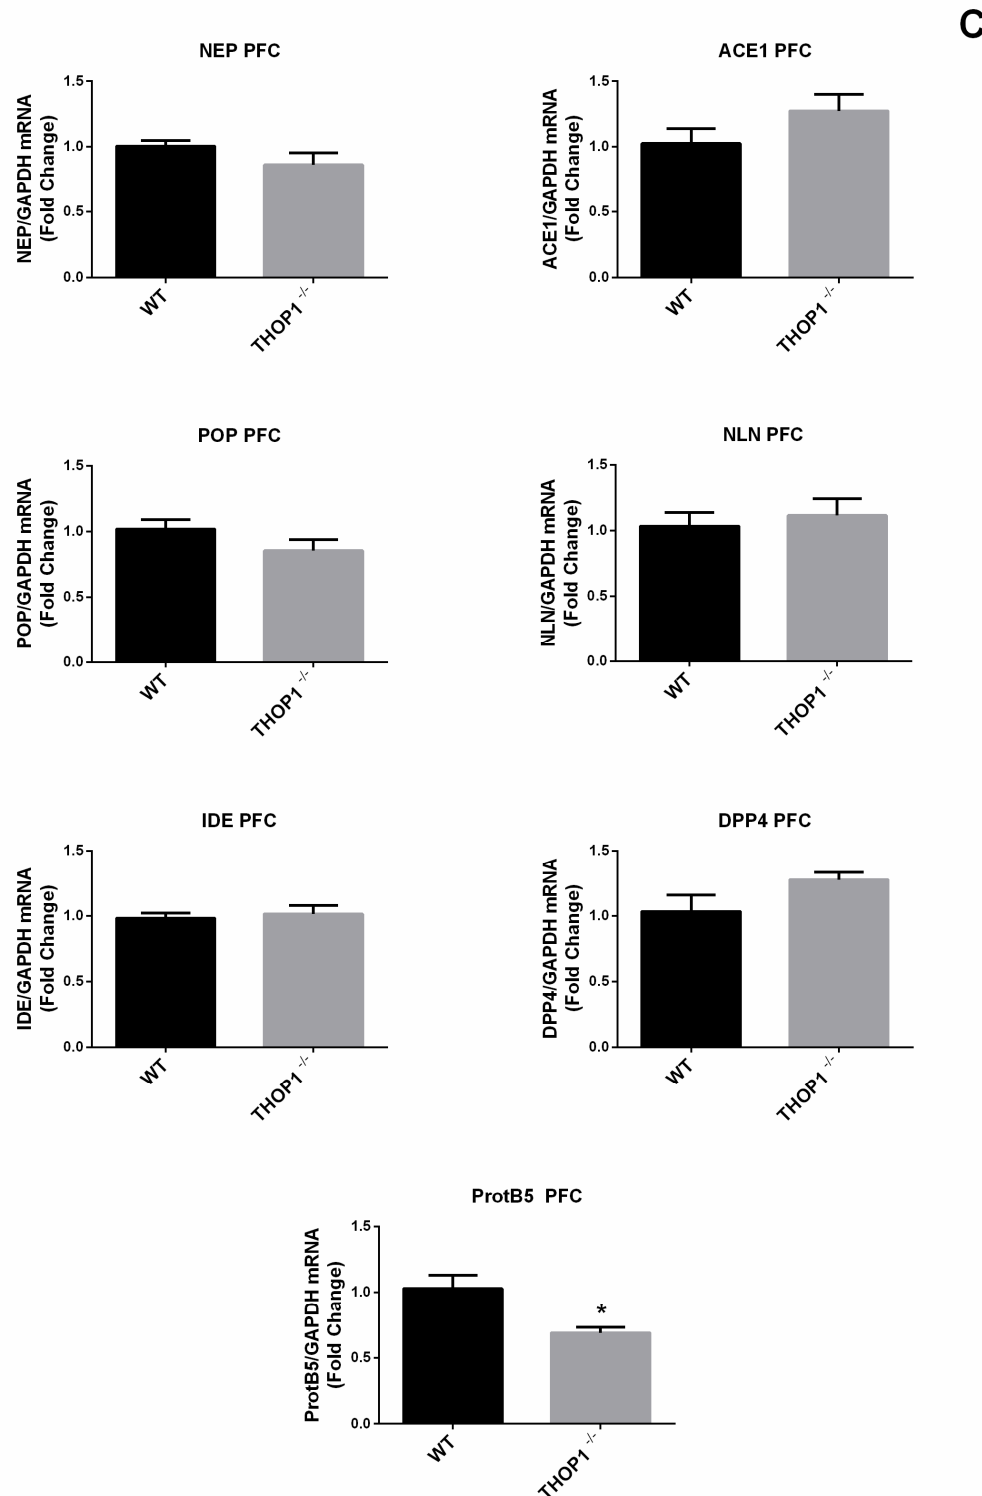 C
NEP PFC
NEP/GAPDH mRNA
(Fold Change)
1.5
1.0
0.5
0.0
WT
THOP1 -/-
ACE1 PFC
ACE1/GAPDH mRNA
(Fold Change)
1.5
1.0
0.5
0.0
WT
THOP1 -/-
POP PFC
POP/GAPDH mRNA
(Fold Change)
1.5
1.0
0.5
0.0
WT
THOP1 -/-
NLN PFC
NLN/GAPDH mRNA
(Fold Change)
1.5
1.0
0.5
0.0
WT
THOP1 -/-
IDE PFC
IDE/GAPDH mRNA
(Fold Change)
1.5
1.0
0.5
0.0
WT
THOP1 -/-
DPP4 PFC
DPP4/GAPDH mRNA
(Fold Change)
1.5
1.0
0.5
0.0
WT
THOP1 -/-
ProtB5 PFC
ProtB5/GAPDH mRNA
(Fold Change)
1.5
1.0
0.5
0.0
*
WT
THOP1 -/-